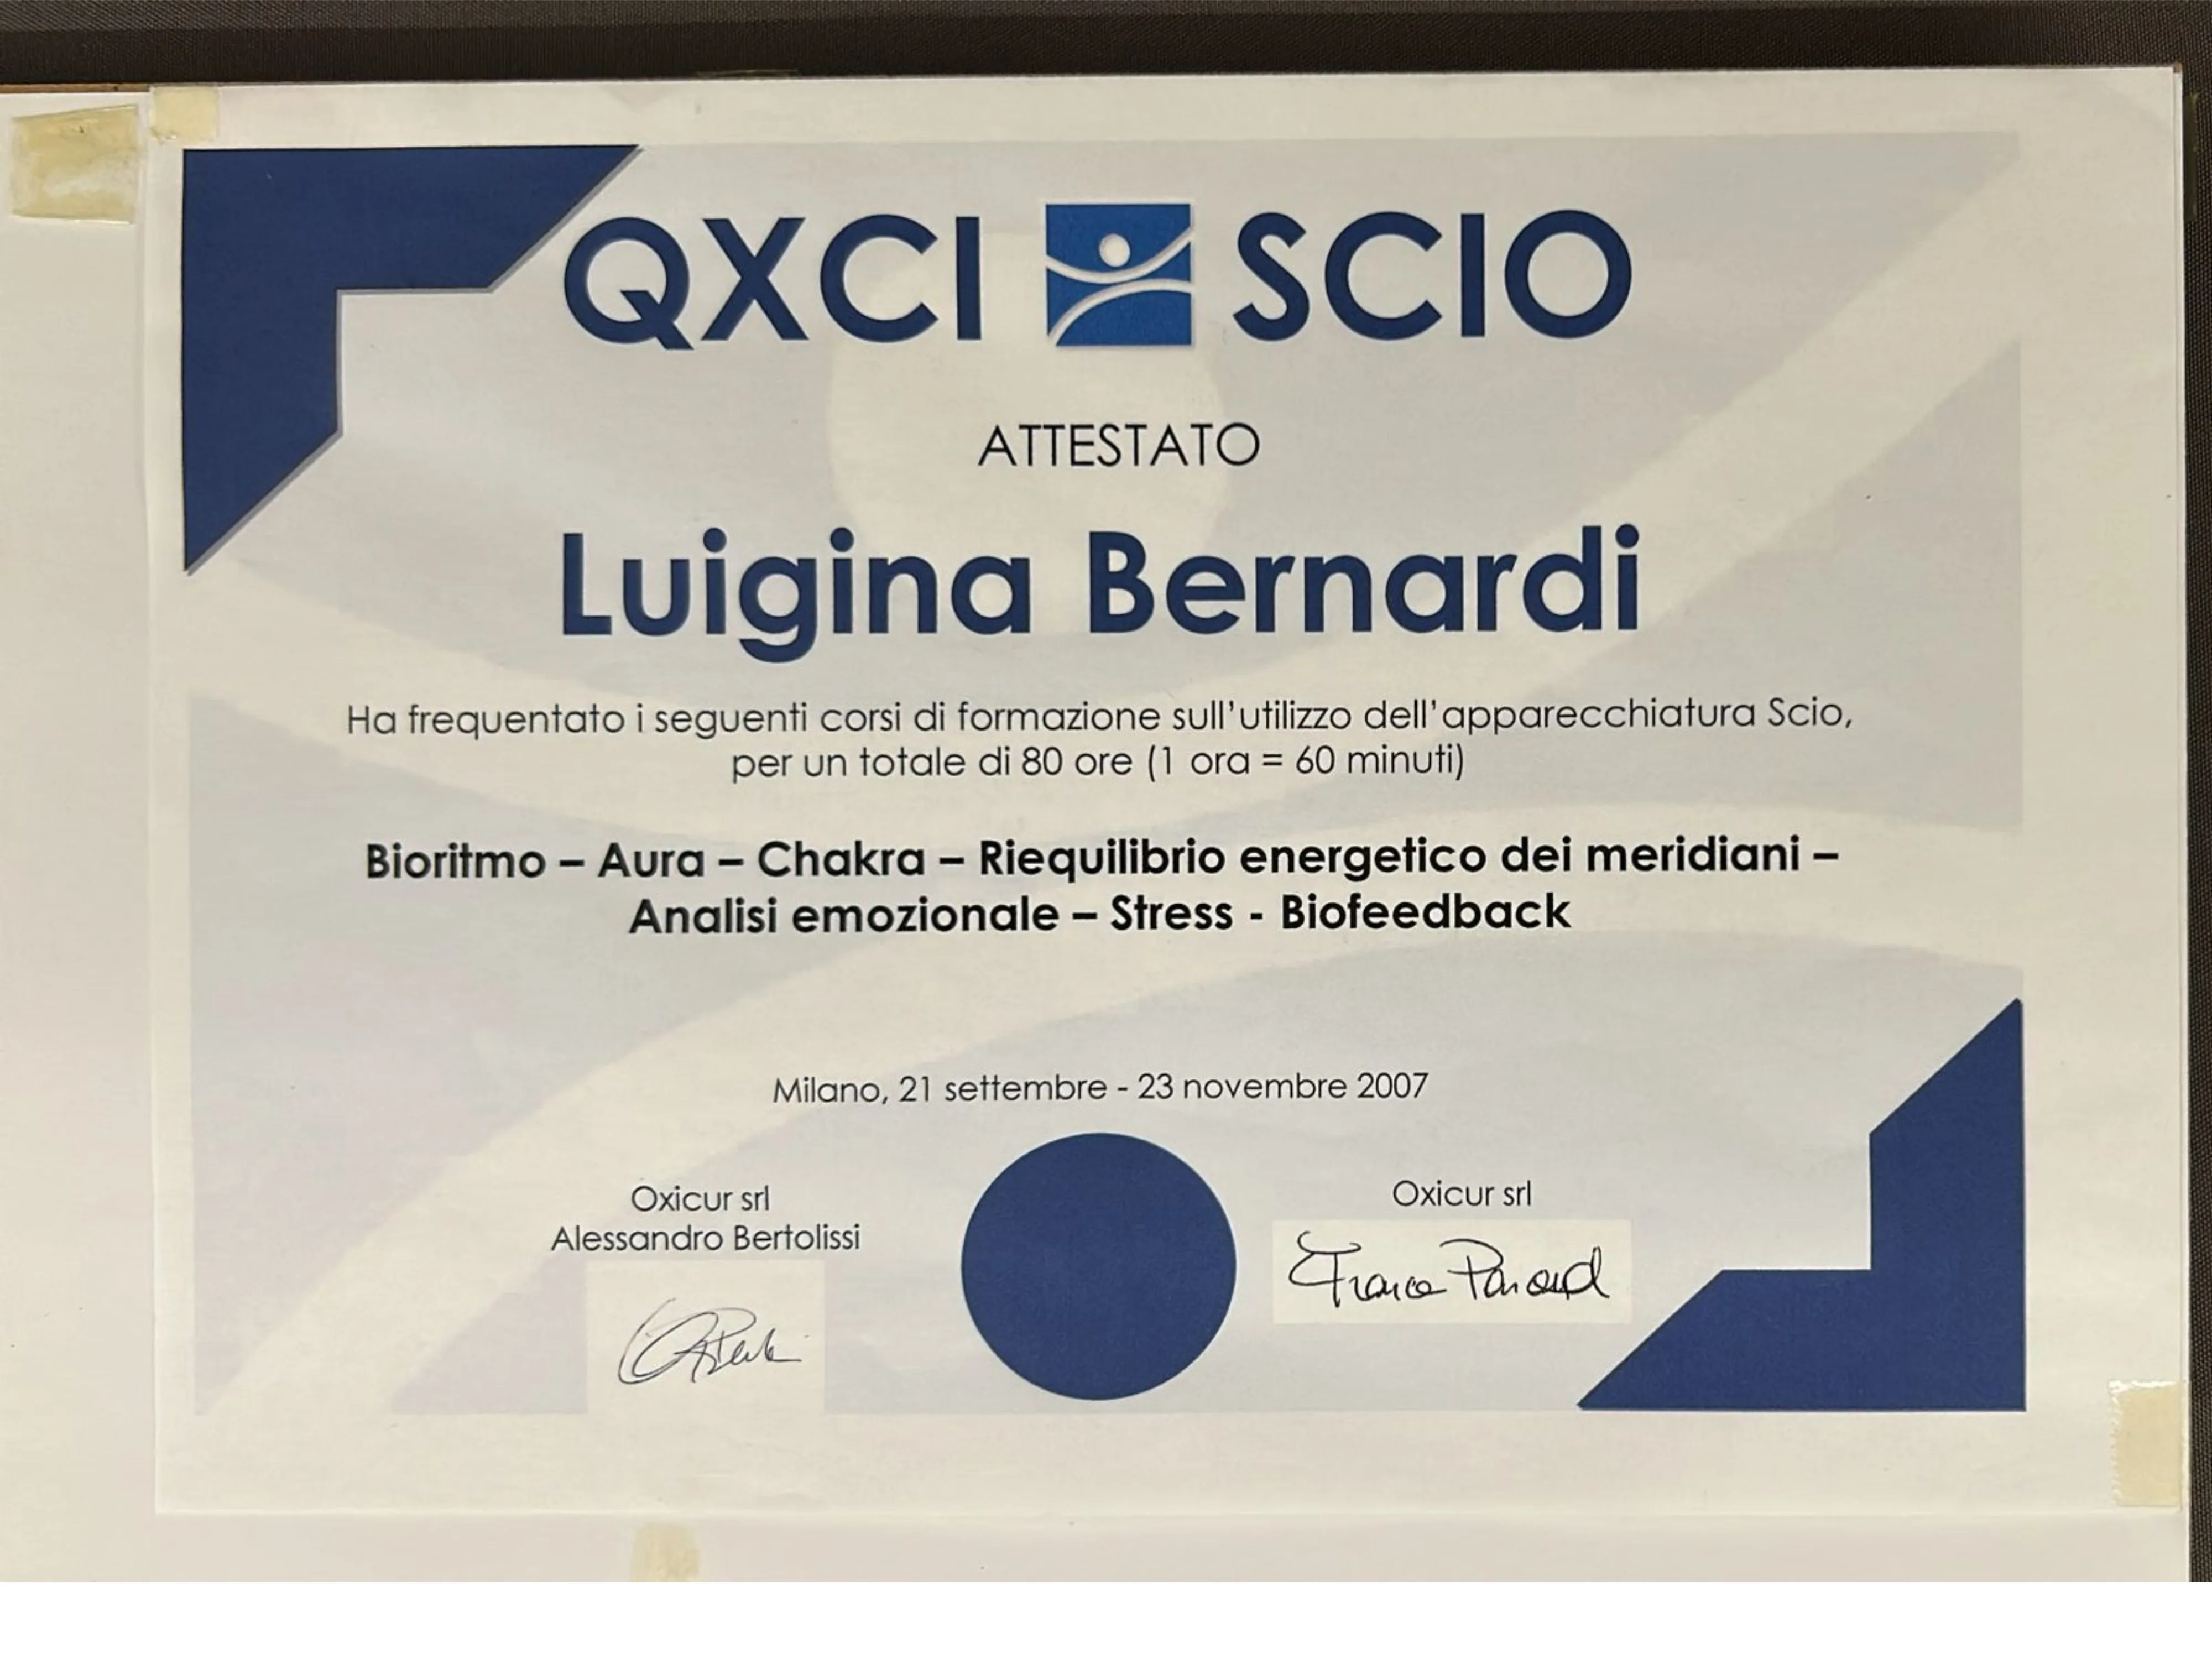 QXCI SCIO
ATTESTATO
Luigina Bernardi
Ha frequentato i seguenti corsi di formazione sull'utilizzo dell'apparecchiatura Scio,
per un totale di 80 ore (1 ora = 60 minuti)
Bioritmo – Aura – Chakra – Riequilibrio energetico dei meridiani –
Analisi emozionale – Stress - Biofeedback
Milano, 21 settembre - 23 novembre 2007
Oxicur srl
Alessandro Bertolissi
Oxicur srl